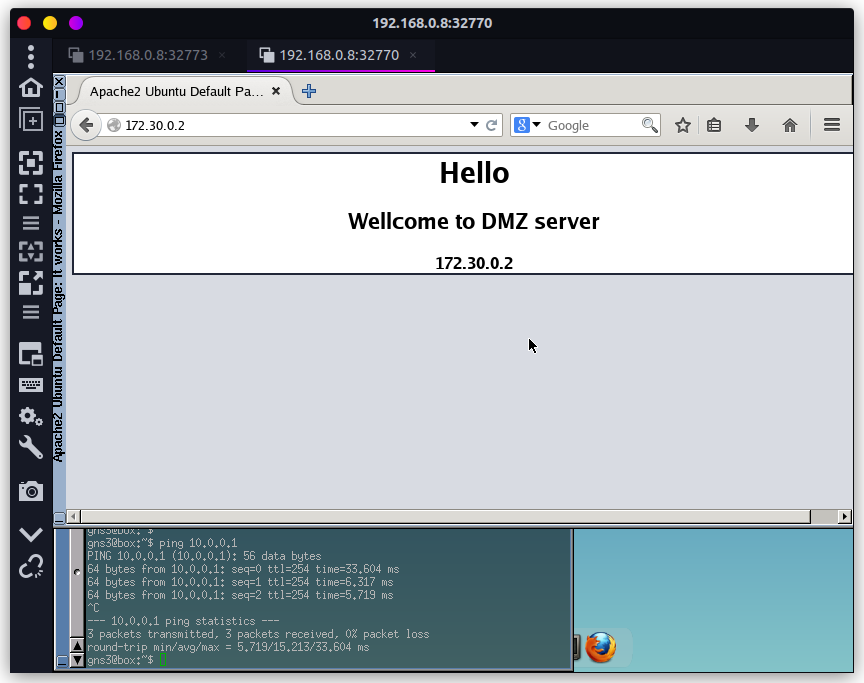 192.168.0.8:32770
192.168.0.8:32773
192.168.0.8:32770
Apache2 Ubuntu Default Pa...
172.30.0.2
8
Google
Apache2 Ubuntu Default Page: It works - Mozilla Firefox
Hello
Wellcome to DMZ server
172.30.0.2
gns3@box:~$
gns3@box:~$ ping 10.0.0.1
PING 10.0.0.1 (10.0.0.1): 56 data bytes
64 bytes from 10.0.0.1: seq=0 ttl=254 time=33.604 ms
64 bytes from 10.0.0.1: seq=1 ttl=254 time=6.317 ms
64 bytes from 10.0.0.1: seq=2 ttl=254 time=5.719 ms
^C
--- 10.0.0.1 ping statistics ---
3 packets transmitted, 3 packets received, 0% packet loss
round-trip min/avg/max = 5.719/15.213/33.604 ms
gns3@box:~$